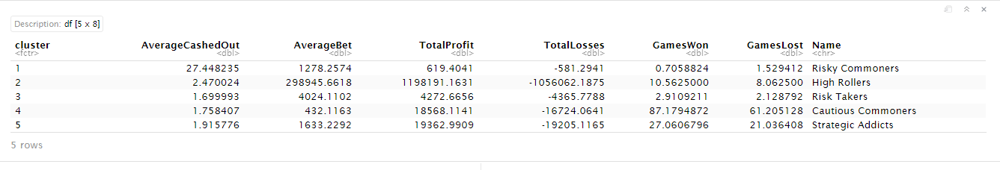 Description: df [5 x 8]
cluster AverageCashedOut AverageBet TotalProfit TotalLosses GamesWon GamesLost Name
<fctr> <dbl> <dbl> <dbl> <dbl> <dbl> <dbl> <chr>
1 27.448235 1278.2574 619.4041 -581.2941 0.7058824 1.529412 Risky Commoners
2 2.470024 298945.6618 1198191.1631 -1056062.1875 10.5625000 8.062500 High Rollers
3 1.699993 4024.1102 4272.6656 -4365.7788 2.9109211 2.128792 Risk Takers
4 1.758407 432.1163 18568.1141 -16724.0641 87.1794872 61.205128 Cautious Commoners
5 1.915776 1633.2292 19362.9909 -19205.1165 27.0606796 21.036408 Strategic Addicts
5 rows